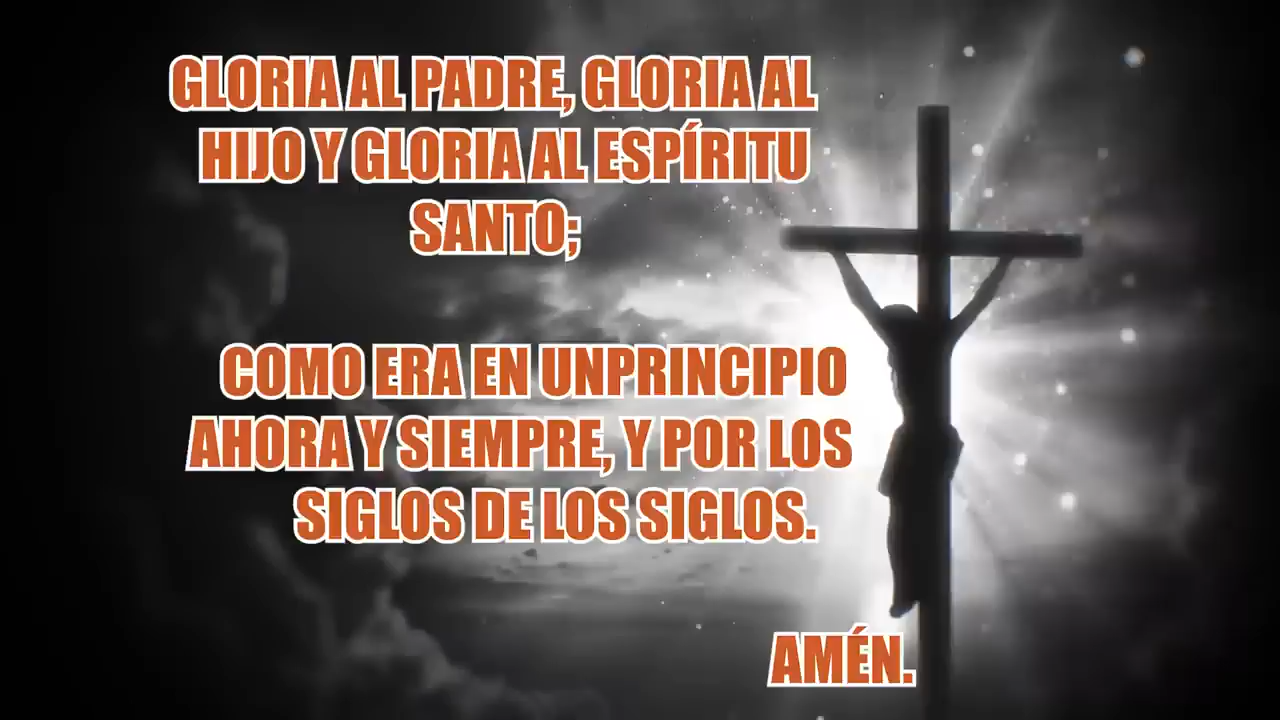 GLORIA AL PADRE, GLORIA AL
HIJO Y GLORIA AL ESPÍRITU
SANTO;
COMO ERA EN UNPRINCIPIO
AHORA Y SIEMPRE, Y POR LOS
SIGLOS DE LOS SIGLOS.
AMÉN.